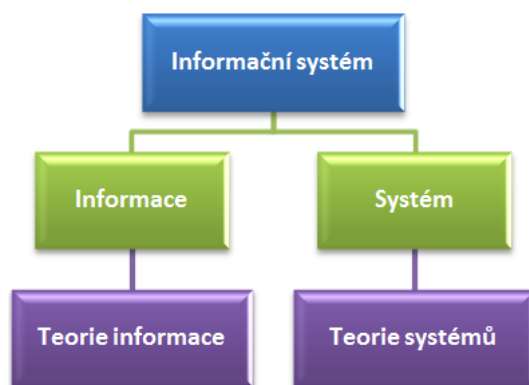 Informační systém
Informace
Systém
Teorie informace
Teorie systémů